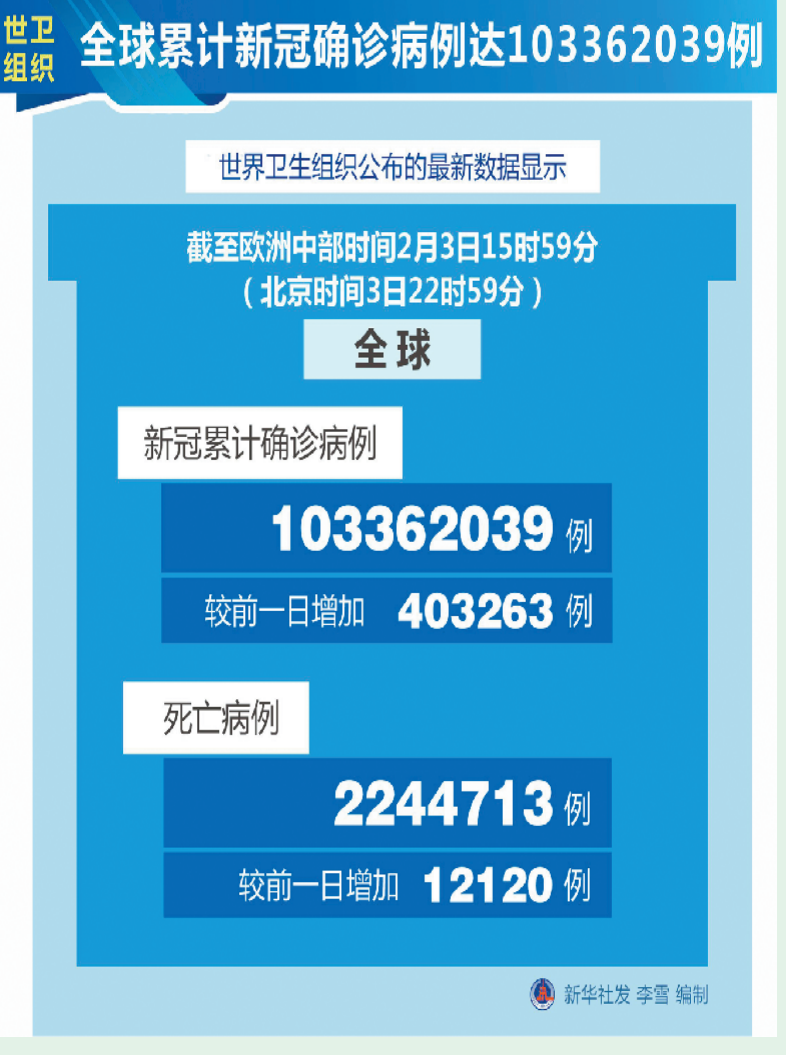 世卫
组织
全球累计新冠确诊病例达103362039例
世界卫生组织公布的最新数据显示
截至欧洲中部时间2月3日15时59分
（北京时间3日22时59分）
全球
新冠累计确诊病例
103362039 例
较前一日增加 403263 例
死亡病例
2244713 例
较前一日增加 12120 例
新华社发 李雪 编制